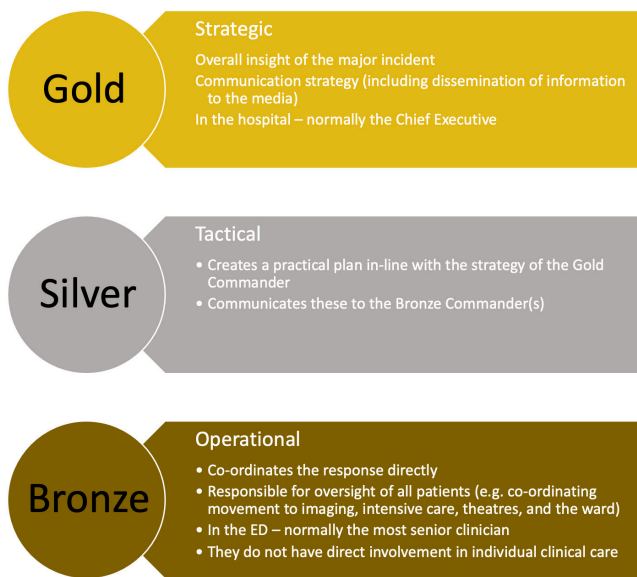 Gold
Strategic
Overall insight of the major incident
Communication strategy (including dissemination of information
to the media)
In the hospital – normally the Chief Executive
Silver
Tactical
• Creates a practical plan in-line with the strategy of the Gold
Commander
• Communicates these to the Bronze Commander(s)
Bronze
Operational
• Co-ordinates the response directly
• Responsible for oversight of all patients (e.g. co-ordinating
movement to imaging, intensive care, theatres, and the ward)
• In the ED – normally the most senior clinician
• They do not have direct involvement in individual clinical care